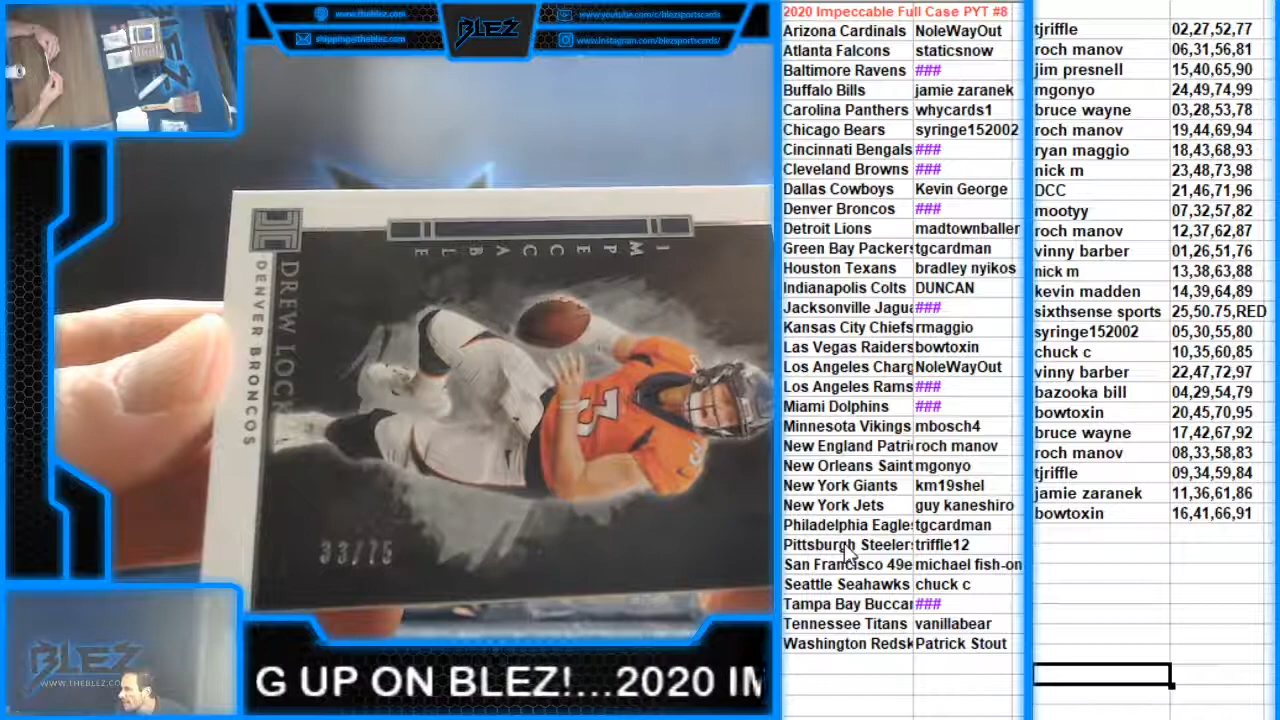 www.theblez.com
shipping@theblez.com
BLEZ
www.youtube.com/c/blezsportscards
www.instagram.com/blezsportscards/
IMPECCABLE
DREW LOCK
DENVER BRONCOS
3
33/75
BLEZ
WWW.THEBLEZ.COM
G UP ON BLEZ!...2020 IM
2020 Impeccable Full Case PYT #8
Arizona Cardinals NoleWayOut
Atlanta Falcons staticsnow
Baltimore Ravens ###
Buffalo Bills jamie zaranek
Carolina Panthers whycards1
Chicago Bears syringe152002
Cincinnati Bengals ###
Cleveland Browns ###
Dallas Cowboys Kevin George
Denver Broncos ###
Detroit Lions madtownballer
Green Bay Packers tgcardman
Houston Texans bradley nyikos
Indianapolis Colts DUNCAN
Jacksonville Jagua ###
Kansas City Chiefs rmaggio
Las Vegas Raiders bowtoxin
Los Angeles Charg NoleWayOut
Los Angeles Rams ###
Miami Dolphins ###
Minnesota Vikings mbosch4
New England Patri roch manov
New Orleans Saint mgonyo
New York Giants km19shel
New York Jets guy kaneshiro
Philadelphia Eagles tgcardman
Pittsburgh Steelers triffle12
San Francisco 49e michael fish-on
Seattle Seahawks chuck c
Tampa Bay Buccan ###
Tennessee Titans vanillabear
Washington Redsk Patrick Stout
tjriffle 02,27,52,77
roch manov 06,31,56,81
jim presnell 15,40,65,90
mgonyo 24,49,74,99
bruce wayne 03,28,53,78
roch manov 19,44,69,94
ryan maggio 18,43,68,93
nick m 23,48,73,98
DCC 21,46,71,96
mootyy 07,32,57,82
roch manov 12,37,62,87
vinny barber 01,26,51,76
nick m 13,38,63,88
kevin madden 14,39,64,89
sixthsense sports 25,50.75,RED
syringe152002 05,30,55,80
chuck c 10,35,60,85
vinny barber 22,47,72,97
bazooka bill 04,29,54,79
bowtoxin 20,45,70,95
bruce wayne 17,42,67,92
roch manov 08,33,58,83
tjriffle 09,34,59,84
jamie zaranek 11,36,61,86
bowtoxin 16,41,66,91